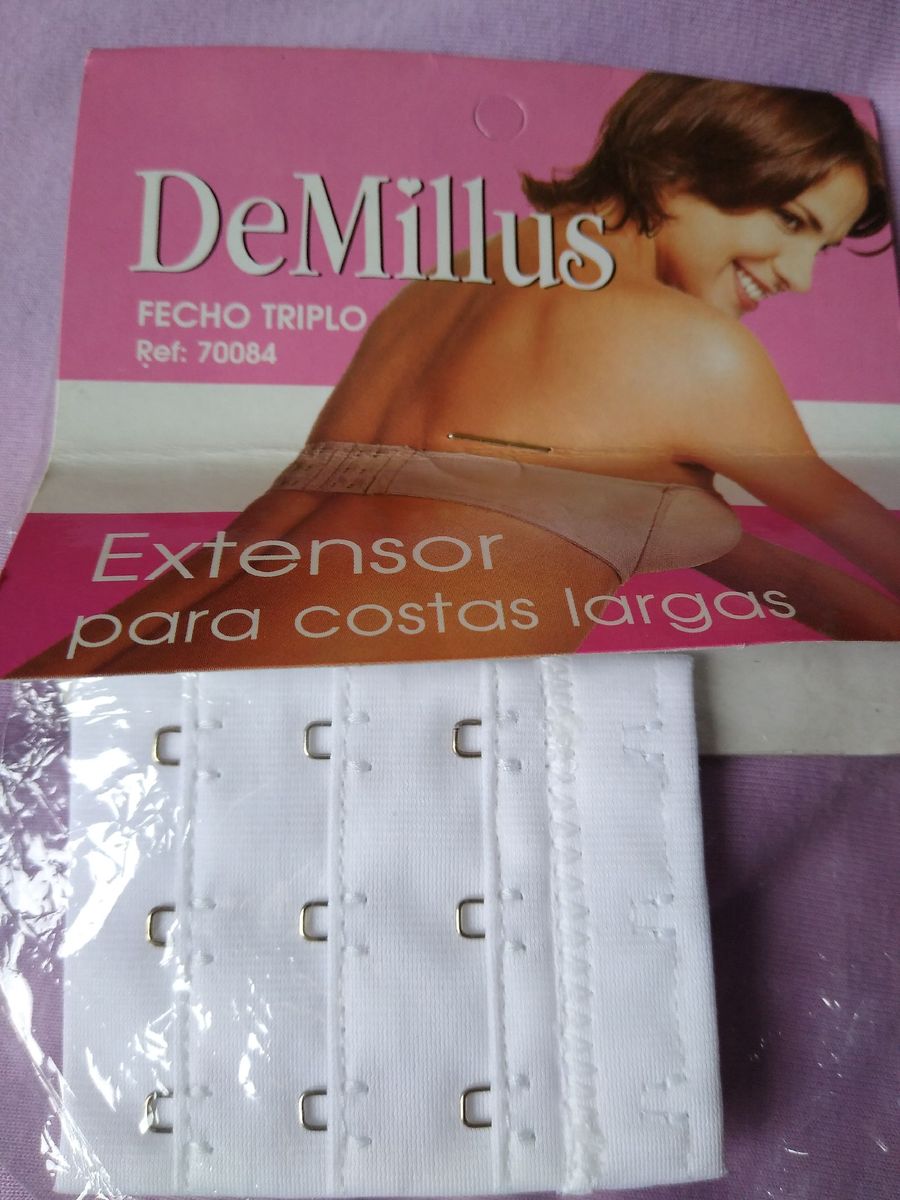 DeMillus
FECHO TRIPLO
Ref: 70084
Extensor
para costas largas